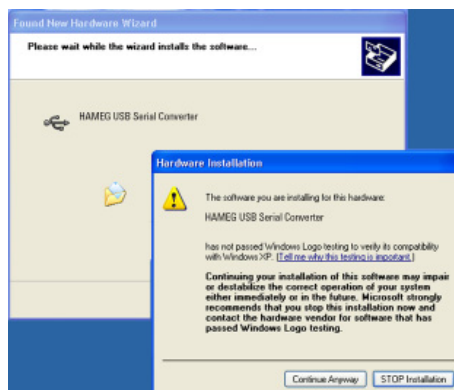 Found New Hardware Wizard
Please wait while the wizard installs the software...
HAMEG USB Serial Converter
Hardware Installation
The software you are installing for this hardware:
HAMEG USB Serial Converter
has not passed Windows Logo testing to verify its compatibility
with Windows XP. (Tell me why this testing is important.)
Continuing your installation of this software may impair
or destabilize the correct operation of your system
either immediately or in the future. Microsoft strongly
recommends that you stop this installation now and
contact the hardware vendor for software that has
passed Windows Logo testing.
Continue Anyway
STOP Installation